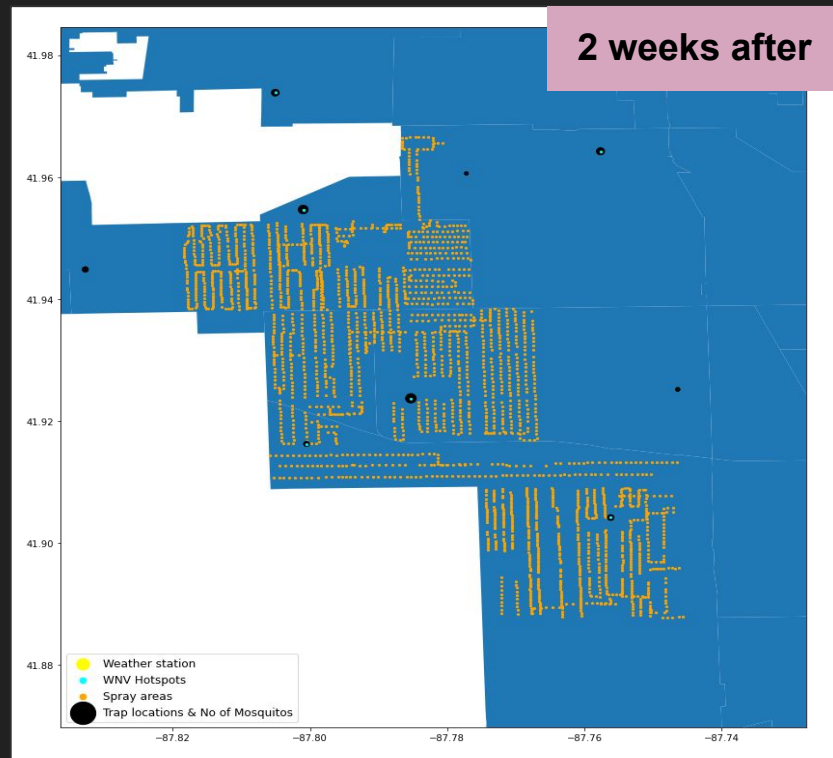 2 weeks after
41.98
41.96
41.94
41.92
41.90
41.88
Weather station
WNV Hotspots
Spray areas
Trap locations & No of Mosquitos
−87.82 −87.80 −87.78 −87.76 −87.74